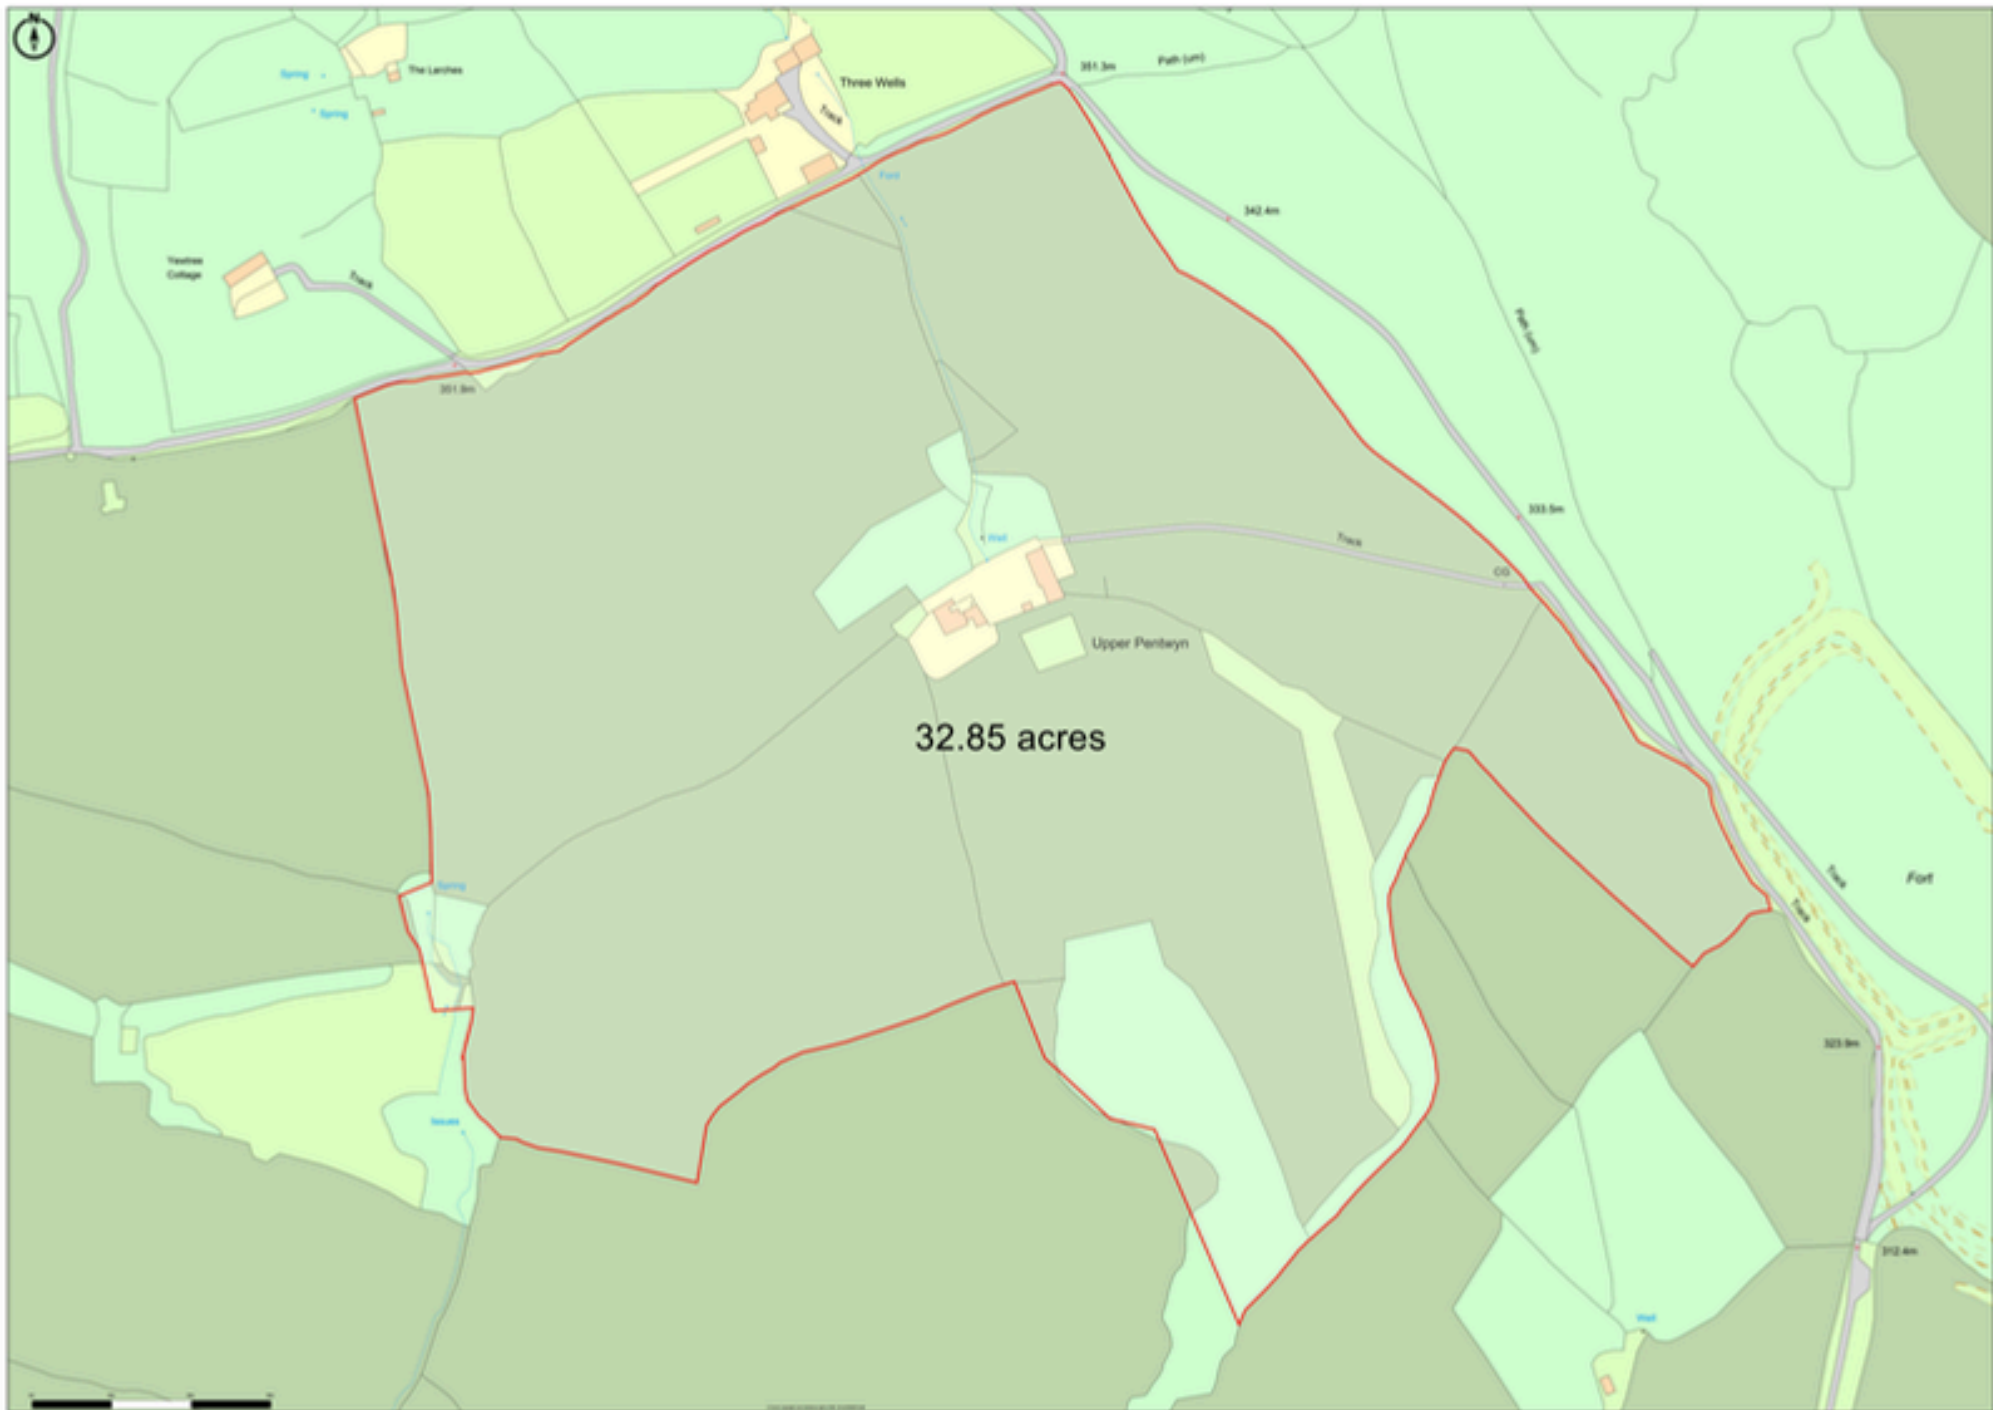 N
Path (um)
351.3m
Spring
The Larches
Three Wells
Spring
Track
Ford
342.4m
Yewtree
Cottage
Track
Path (um)
351.9m
333.5m
Well
Track
CG
Upper Pentwyn
32.85 acres
Spring
Track
Fort
Track
323.9m
Issues
312.4m
Well